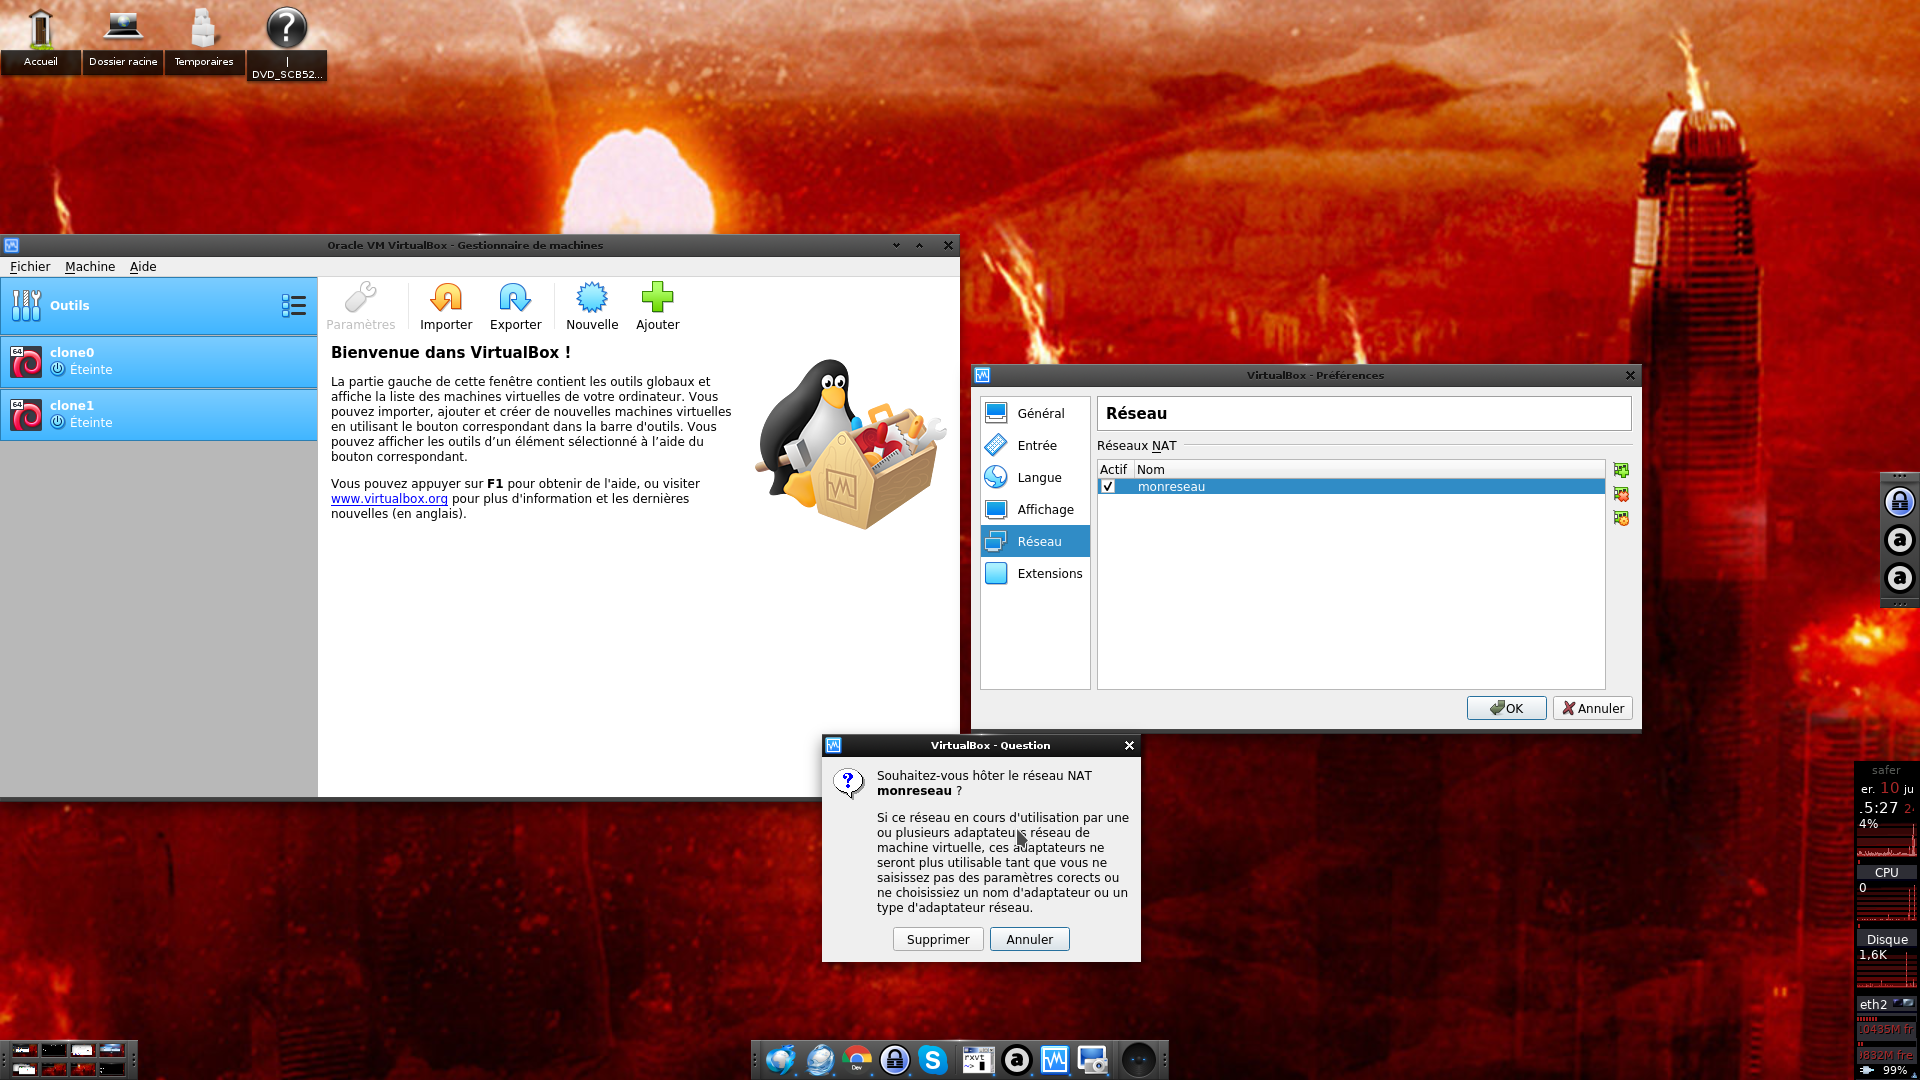 Accueil
Dossier racine
Temporaires
|
DVD_SCB52...
Oracle VM VirtualBox - Gestionnaire de machines
Fichier
Machine
Aide
Outils
64
clone0
Éteinte
64
clone1
Éteinte
Paramètres
Importer
Exporter
Nouvelle
Ajouter
Bienvenue dans VirtualBox !
La partie gauche de cette fenêtre contient les outils globaux et
affiche la liste des machines virtuelles de votre ordinateur. Vous
pouvez importer, ajouter et créer de nouvelles machines virtuelles
en utilisant le bouton correspondant dans la barre d'outils. Vous
pouvez afficher les outils d’un élément sélectionné à l’aide du
bouton correspondant.
Vous pouvez appuyer sur F1 pour obtenir de l'aide, ou visiter
www.virtualbox.org pour plus d'information et les dernières
nouvelles (en anglais).
VirtualBox - Préférences
Général
Entrée
Langue
Affichage
Réseau
Extensions
Réseau
Réseaux NAT
Actif Nom
monreseau
OK
Annuler
VirtualBox - Question
Souhaitez-vous hôter le réseau NAT
monreseau ?
Si ce réseau en cours d'utilisation par une
ou plusieurs adaptateurs réseau de
machine virtuelle, ces adaptateurs ne
seront plus utilisable tant que vous ne
saisissez pas des paramètres corects ou
ne choisissiez un nom d'adaptateur ou un
type d'adaptateur réseau.
Supprimer
Annuler
safer
er. 10 ju
5:27
4%
CPU
0
Disque
1,6K
eth2
99%
Dev
rxvt